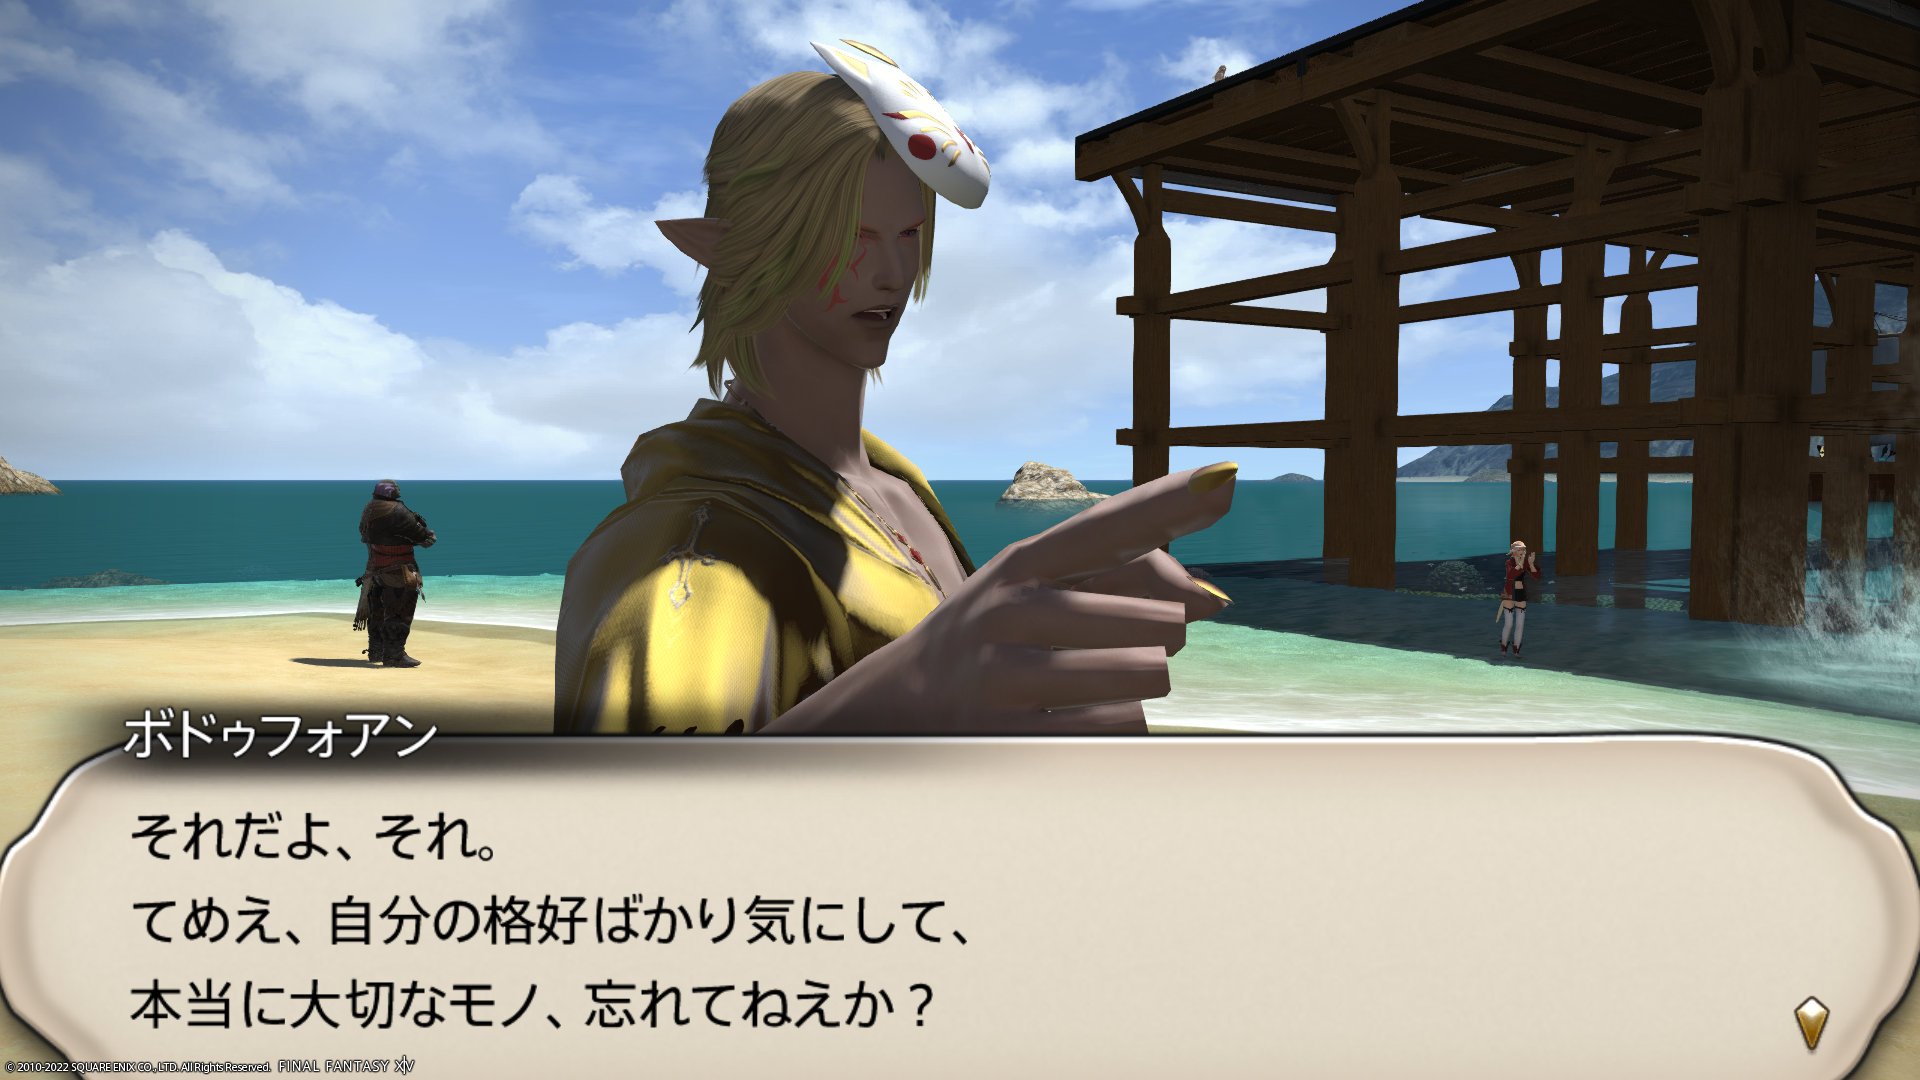 ボドゥフォアン
それだよ、それ。
てめえ、自分の格好ばかり気にして、
本当に大切なモノ、忘れてねえか？
© 2010-2022 SQUARE ENIX CO., LTD. All Rights Reserved. FINAL FANTASY XIV